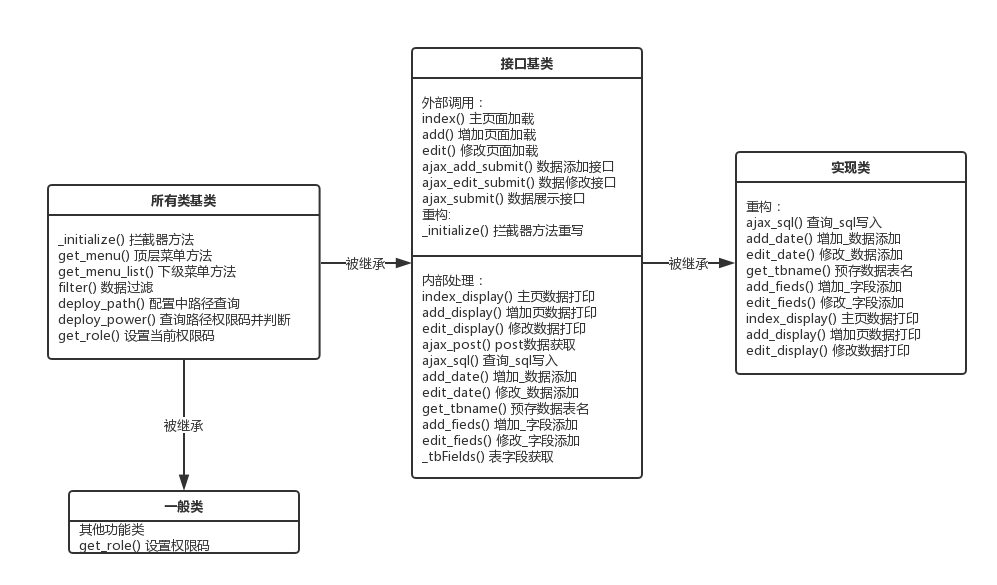 所有类基类
_initialize() 拦截器方法
get_menu() 顶层菜单方法
get_menu_list() 下级菜单方法
filter() 数据过滤
deploy_path() 配置中路径查询
deploy_power() 查询路径权限码并判断
get_role() 设置当前权限码
被继承
一般类
其他功能类
get_role() 设置权限码
被继承
接口基类
外部调用：
index() 主页面加载
add() 增加页面加载
edit() 修改页面加载
ajax_add_submit() 数据添加接口
ajax_edit_submit() 数据修改接口
ajax_submit() 数据展示接口
重构:
_initialize() 拦截器方法重写
内部处理：
index_display() 主页数据打印
add_display() 增加页数据打印
edit_display() 修改数据打印
ajax_post() post数据获取
ajax_sql() 查询_sql写入
add_date() 增加_数据添加
edit_date() 修改_数据添加
get_tbname() 预存数据表名
add_fieds() 增加_字段添加
edit_fieds() 修改_字段添加
_tbFields() 表字段获取
被继承
实现类
重构：
ajax_sql() 查询_sql写入
add_date() 增加_数据添加
edit_date() 修改_数据添加
get_tbname() 预存数据表名
add_fieds() 增加_字段添加
edit_fieds() 修改_字段添加
index_display() 主页数据打印
add_display() 增加页数据打印
edit_display() 修改数据打印